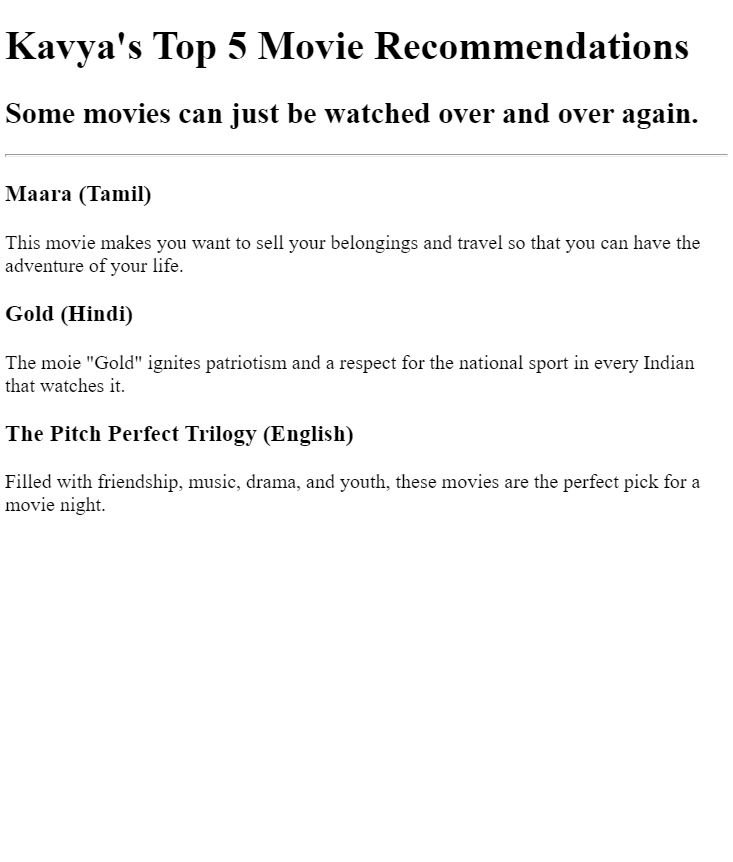 Kavya's Top 5 Movie Recommendations
Some movies can just be watched over and over again.
Maara (Tamil)
This movie makes you want to sell your belongings and travel so that you can have the
adventure of your life.
Gold (Hindi)
The moie "Gold" ignites patriotism and a respect for the national sport in every Indian
that watches it.
The Pitch Perfect Trilogy (English)
Filled with friendship, music, drama, and youth, these movies are the perfect pick for a
movie night.